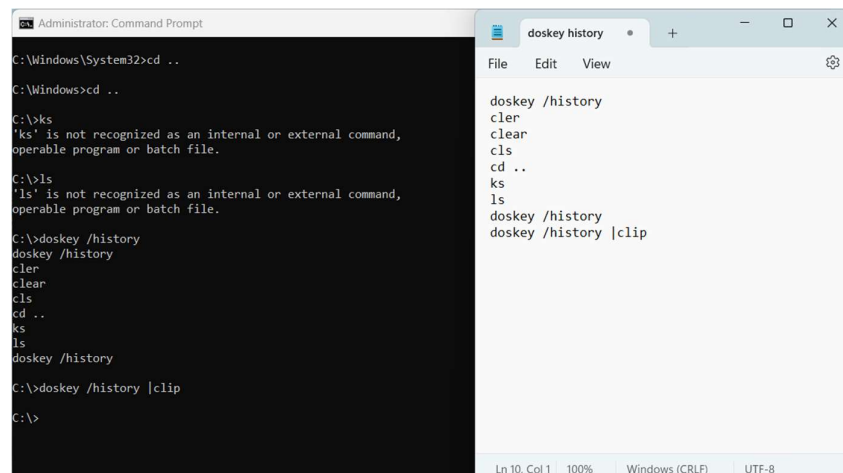 Administrator: Command Prompt
C:\Windows\System32>cd ..
C:\Windows>cd ..
C:\>ks
'ks' is not recognized as an internal or external command,
operable program or batch file.
C:\>ls
'ls' is not recognized as an internal or external command,
operable program or batch file.
C:\>doskey /history
doskey /history
cler
clear
cls
cd ..
ks
ls
doskey /history
C:\>doskey /history |clip
C:\>
doskey history
File Edit View
doskey /history
cler
clear
cls
cd ..
ks
ls
doskey /history
doskey /history |clip
Ln 10, Col 1 100% Windows (CRLF) UTF-8